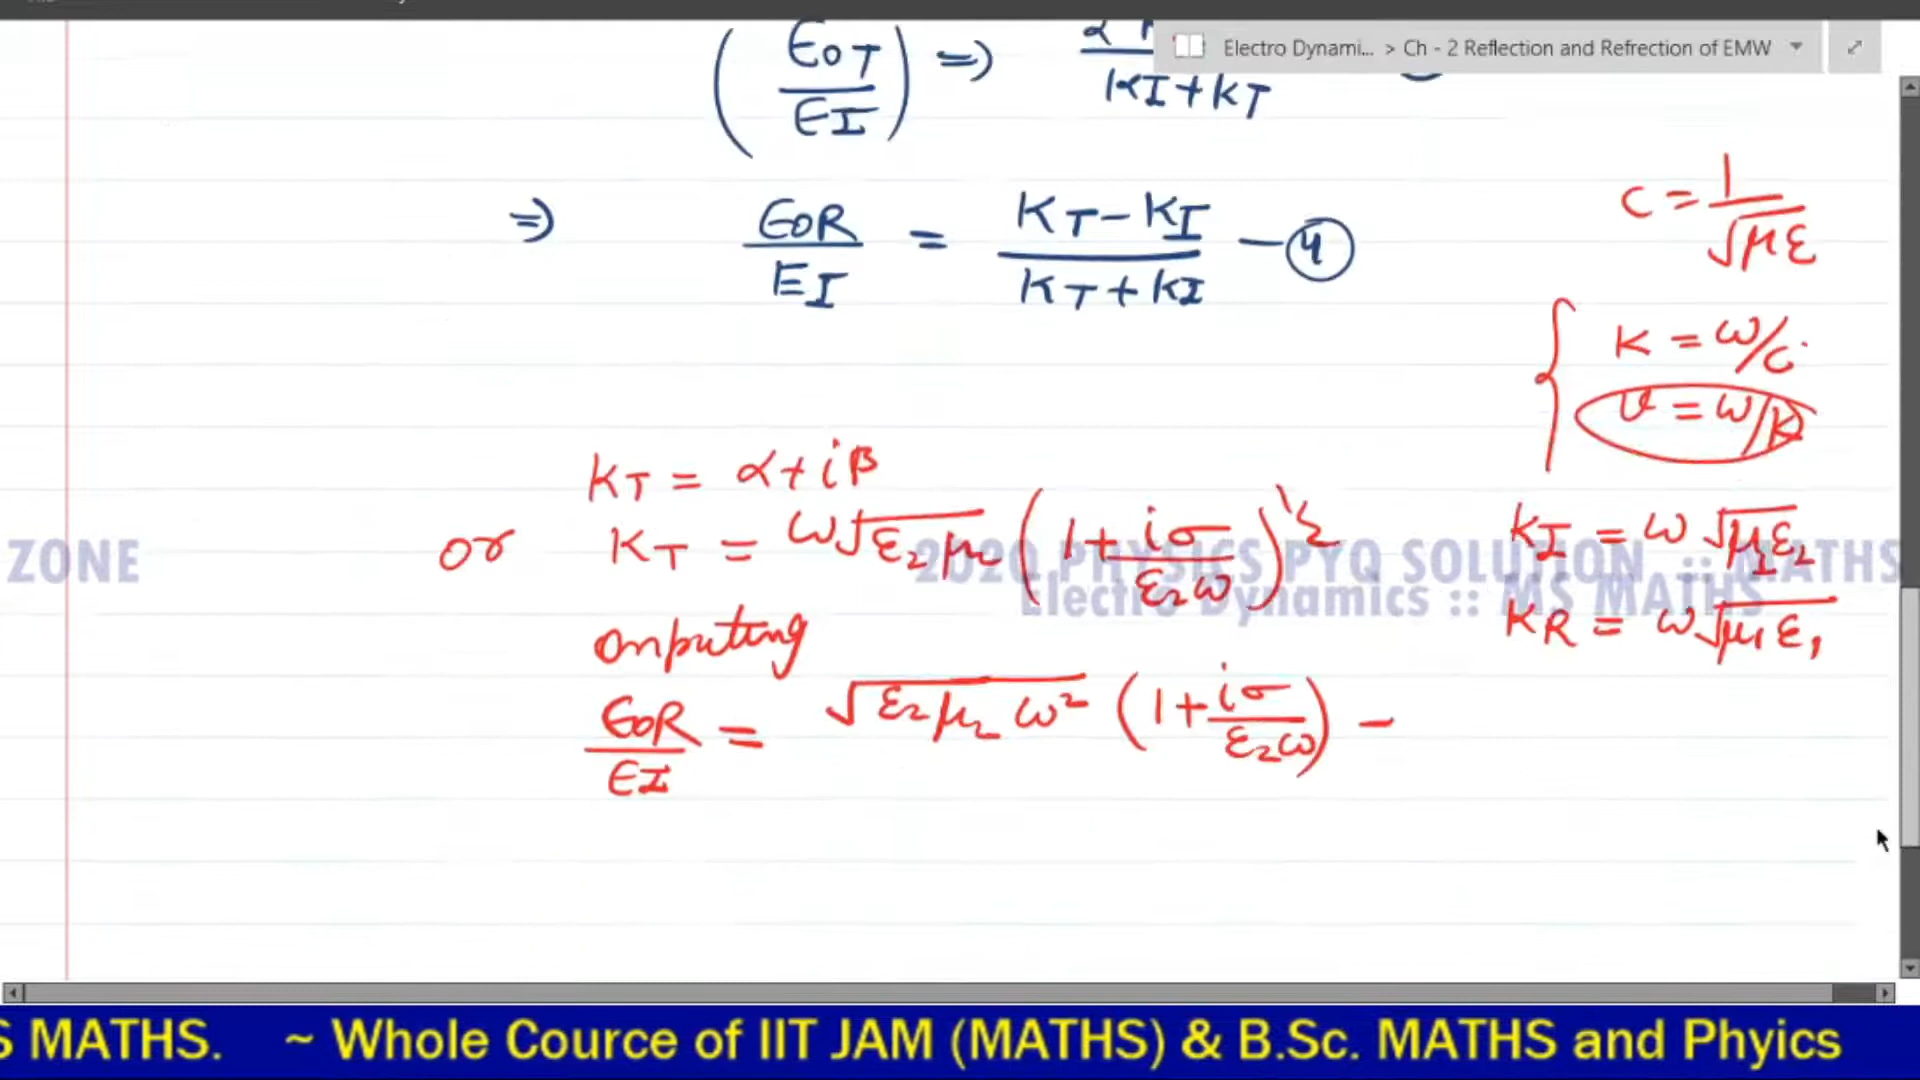 Electro Dynami... > Ch - 2 Reflection and Refrection of EMW
(E0T/EI) => /KI+KT
=> E0R/EI = KT-KI/KT+KI - 4
C = 1/√με
K = ω/c
v = ω/K
KT = α+iβ
or KT = ω√ε2μ2 (1+iσ/ε2ω)^1/2
KI = ω√μ1ε2
KR = ω√μ1ε1
ZONE
2020 PHYSICS PYQ SOLUTION :: MATHS
Electro Dynamics :: MS MATHS
onputing
E0R/EI = √ε2μ2ω² (1+iσ/ε2ω) -
S MATHS. ~ Whole Cource of IIT JAM (MATHS) & B.Sc. MATHS and Phyics